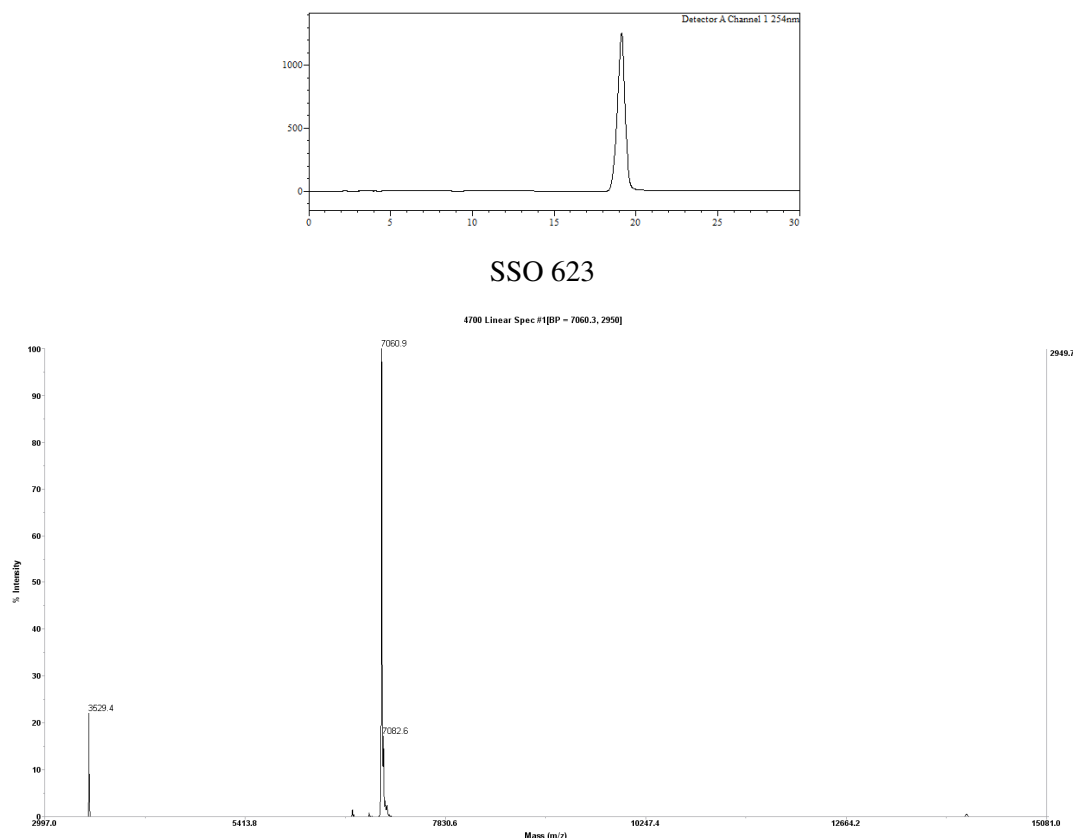 Detector A Channel 1 254nm
1000
500
0
0 5 10 15 20 25 30
SSO 623
4700 Linear Spec #1[BP = 7060.3, 2950]
100
90
80
70
60
50
40
30
20
10
0
% Intensity
7060.9
2949.7
3529.4
7082.6
2997.0 5413.8 7830.6 10247.4 12664.2 15081.0
Mass (m/z)